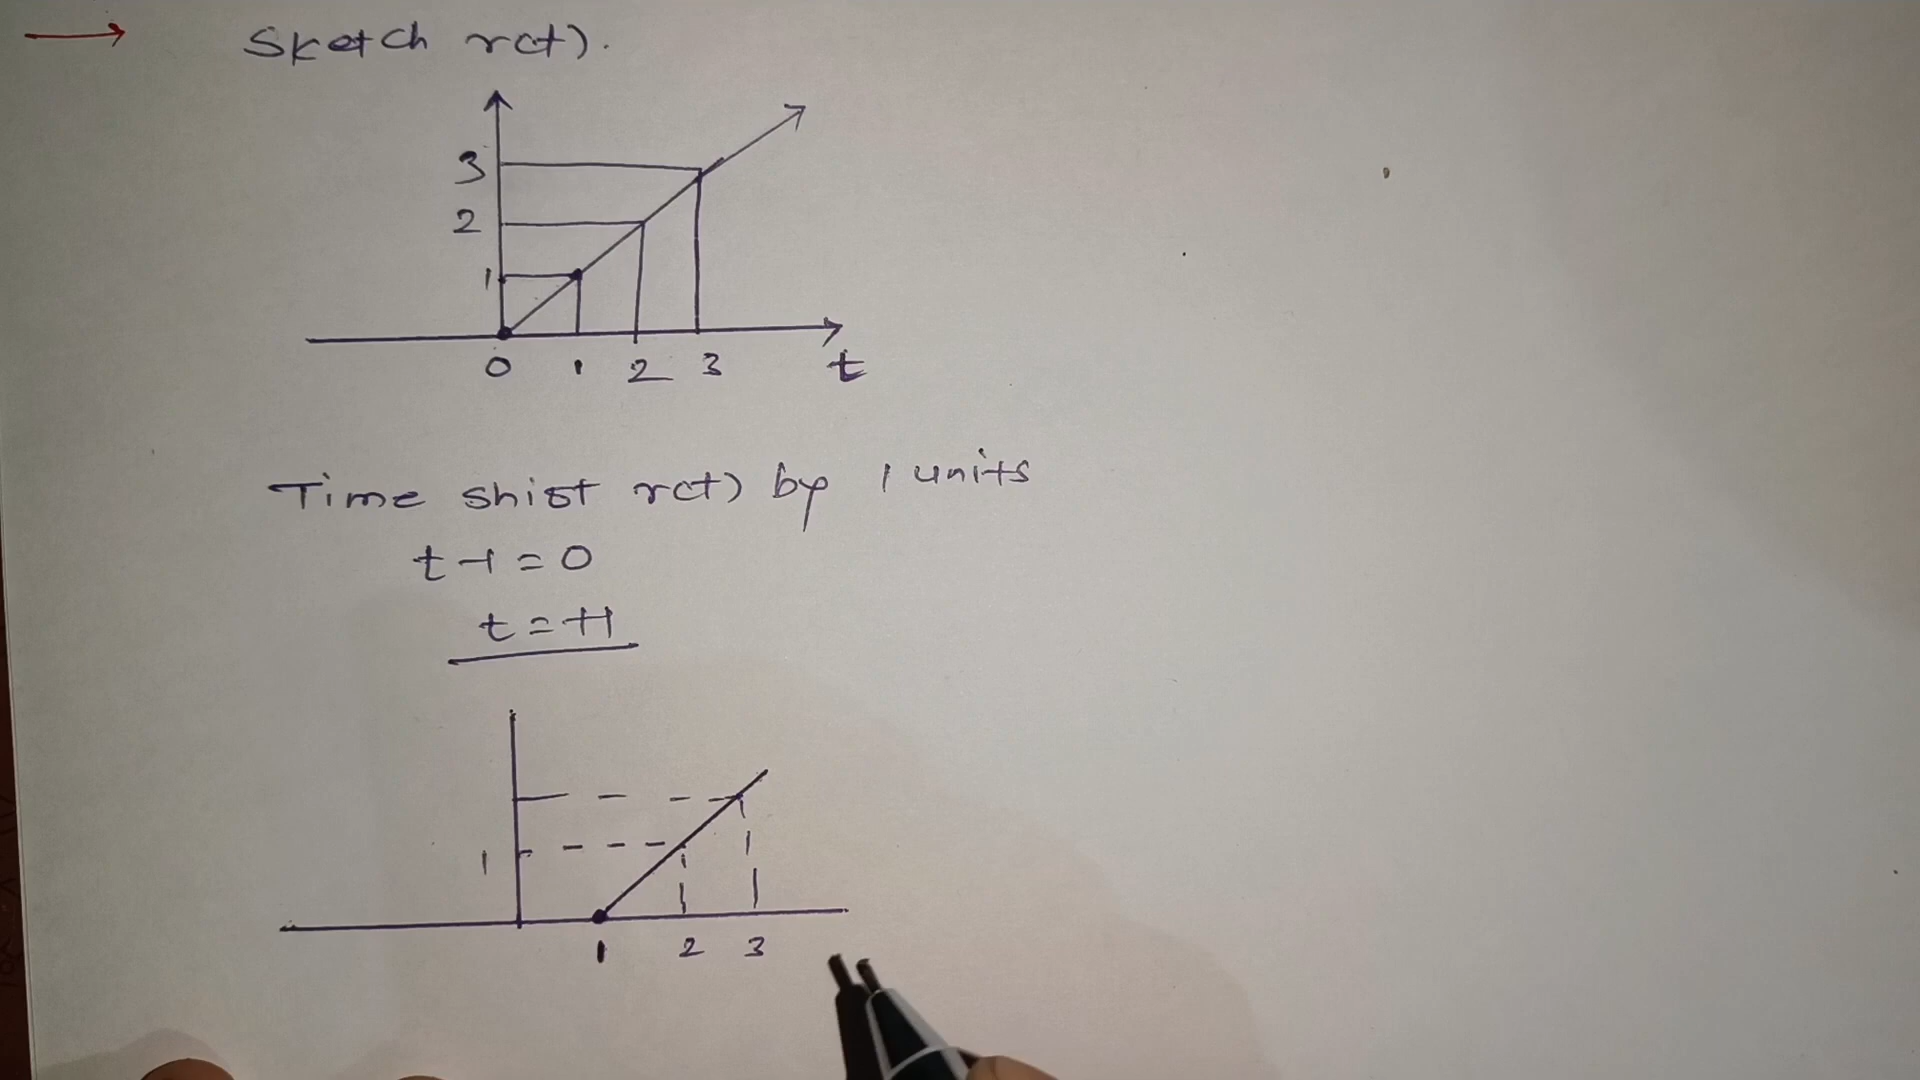 → Sketch r(t).
3
2
1
0 1 2 3 t
Time shift r(t) by 1 units
t-1=0
t=+1
1
1 2 3